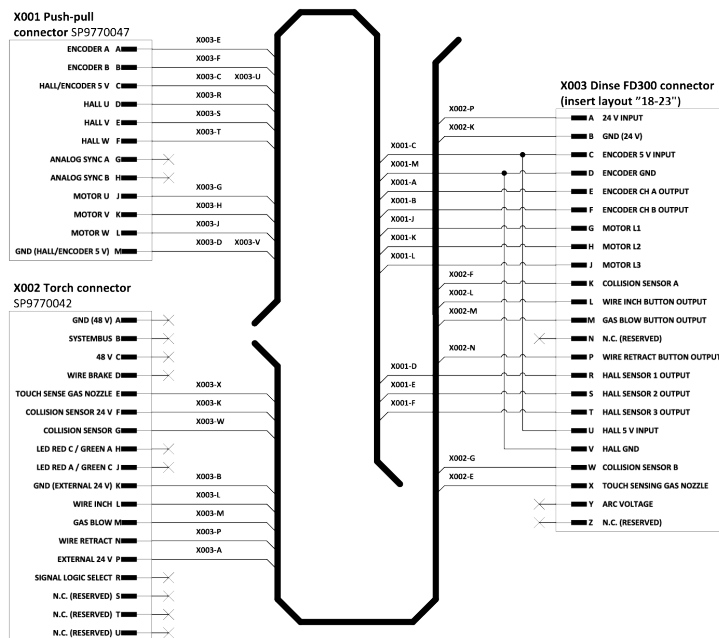 X001 Push-pull
connector SP9770047
ENCODER A A
X003-E
ENCODER B B
X003-F
HALL/ENCODER 5 V C
X003-C X003-U
HALL U D
X003-R
HALL V E
X003-S
HALL W F
X003-T
ANALOG SYNC A G
ANALOG SYNC B H
MOTOR U J
X003-G
MOTOR V K
X003-H
MOTOR W L
X003-J
GND (HALL/ENCODER 5 V) M
X003-D X003-V
X002 Torch connector
SP9770042
GND (48 V) A
SYSTEMBUS B
48 V C
WIRE BRAKE D
TOUCH SENSE GAS NOZZLE E
X003-X
COLLISION SENSOR 24 V F
X003-K
COLLISION SENSOR G
X003-W
LED RED C / GREEN A H
LED RED A / GREEN C J
GND (EXTERNAL 24 V) K
X003-B
WIRE INCH L
X003-L
GAS BLOW M
X003-M
WIRE RETRACT N
X003-P
EXTERNAL 24 V P
X003-A
SIGNAL LOGIC SELECT R
N.C. (RESERVED) S
N.C. (RESERVED) T
N.C. (RESERVED) U
X003 Dinse FD300 connector
(insert layout "18-23")
X002-P
A 24 V INPUT
X002-K
B GND (24 V)
X001-C
C ENCODER 5 V INPUT
X001-M
D ENCODER GND
X001-A
E ENCODER CH A OUTPUT
X001-B
F ENCODER CH B OUTPUT
X001-J
G MOTOR L1
X001-K
H MOTOR L2
X001-L
J MOTOR L3
X002-F
K COLLISION SENSOR A
X002-L
L WIRE INCH BUTTON OUTPUT
X002-M
M GAS BLOW BUTTON OUTPUT
N N.C. (RESERVED)
X002-N
P WIRE RETRACT BUTTON OUTPUT
X001-D
R HALL SENSOR 1 OUTPUT
X001-E
S HALL SENSOR 2 OUTPUT
X001-F
T HALL SENSOR 3 OUTPUT
U HALL 5 V INPUT
V HALL GND
X002-G
W COLLISION SENSOR B
X002-E
X TOUCH SENSING GAS NOZZLE
Y ARC VOLTAGE
Z N.C. (RESERVED)